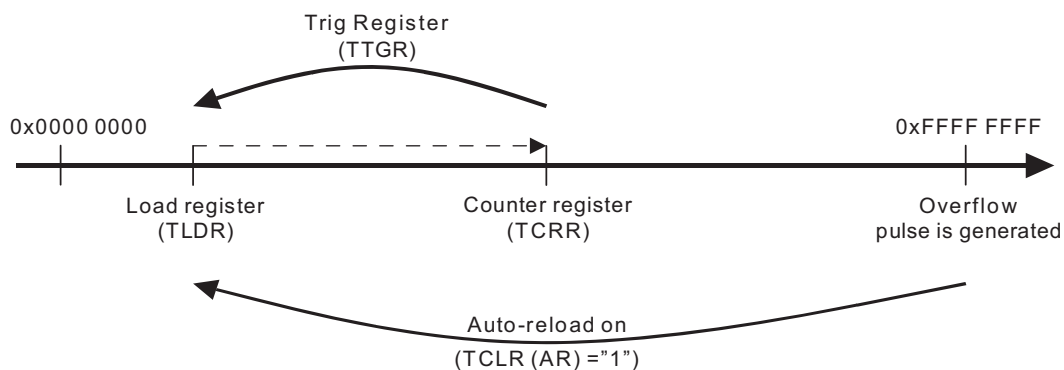 Trig Register
(TTGR)
0x0000 0000
0xFFFF FFFF
Load register
(TLDR)
Counter register
(TCRR)
Overflow
pulse is generated
Auto-reload on
(TCLR (AR) =”1”)